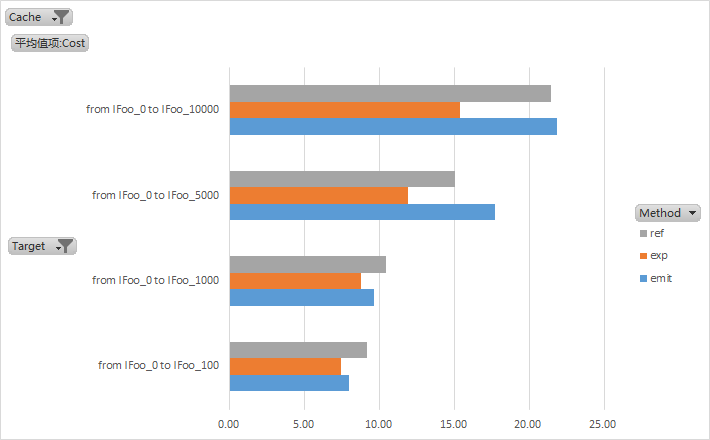 Cache
平均值项:Cost
from IFoo_0 to IFoo_10000
from IFoo_0 to IFoo_5000
Target
from IFoo_0 to IFoo_1000
from IFoo_0 to IFoo_100
0.00 5.00 10.00 15.00 20.00 25.00
Method
ref
exp
emit